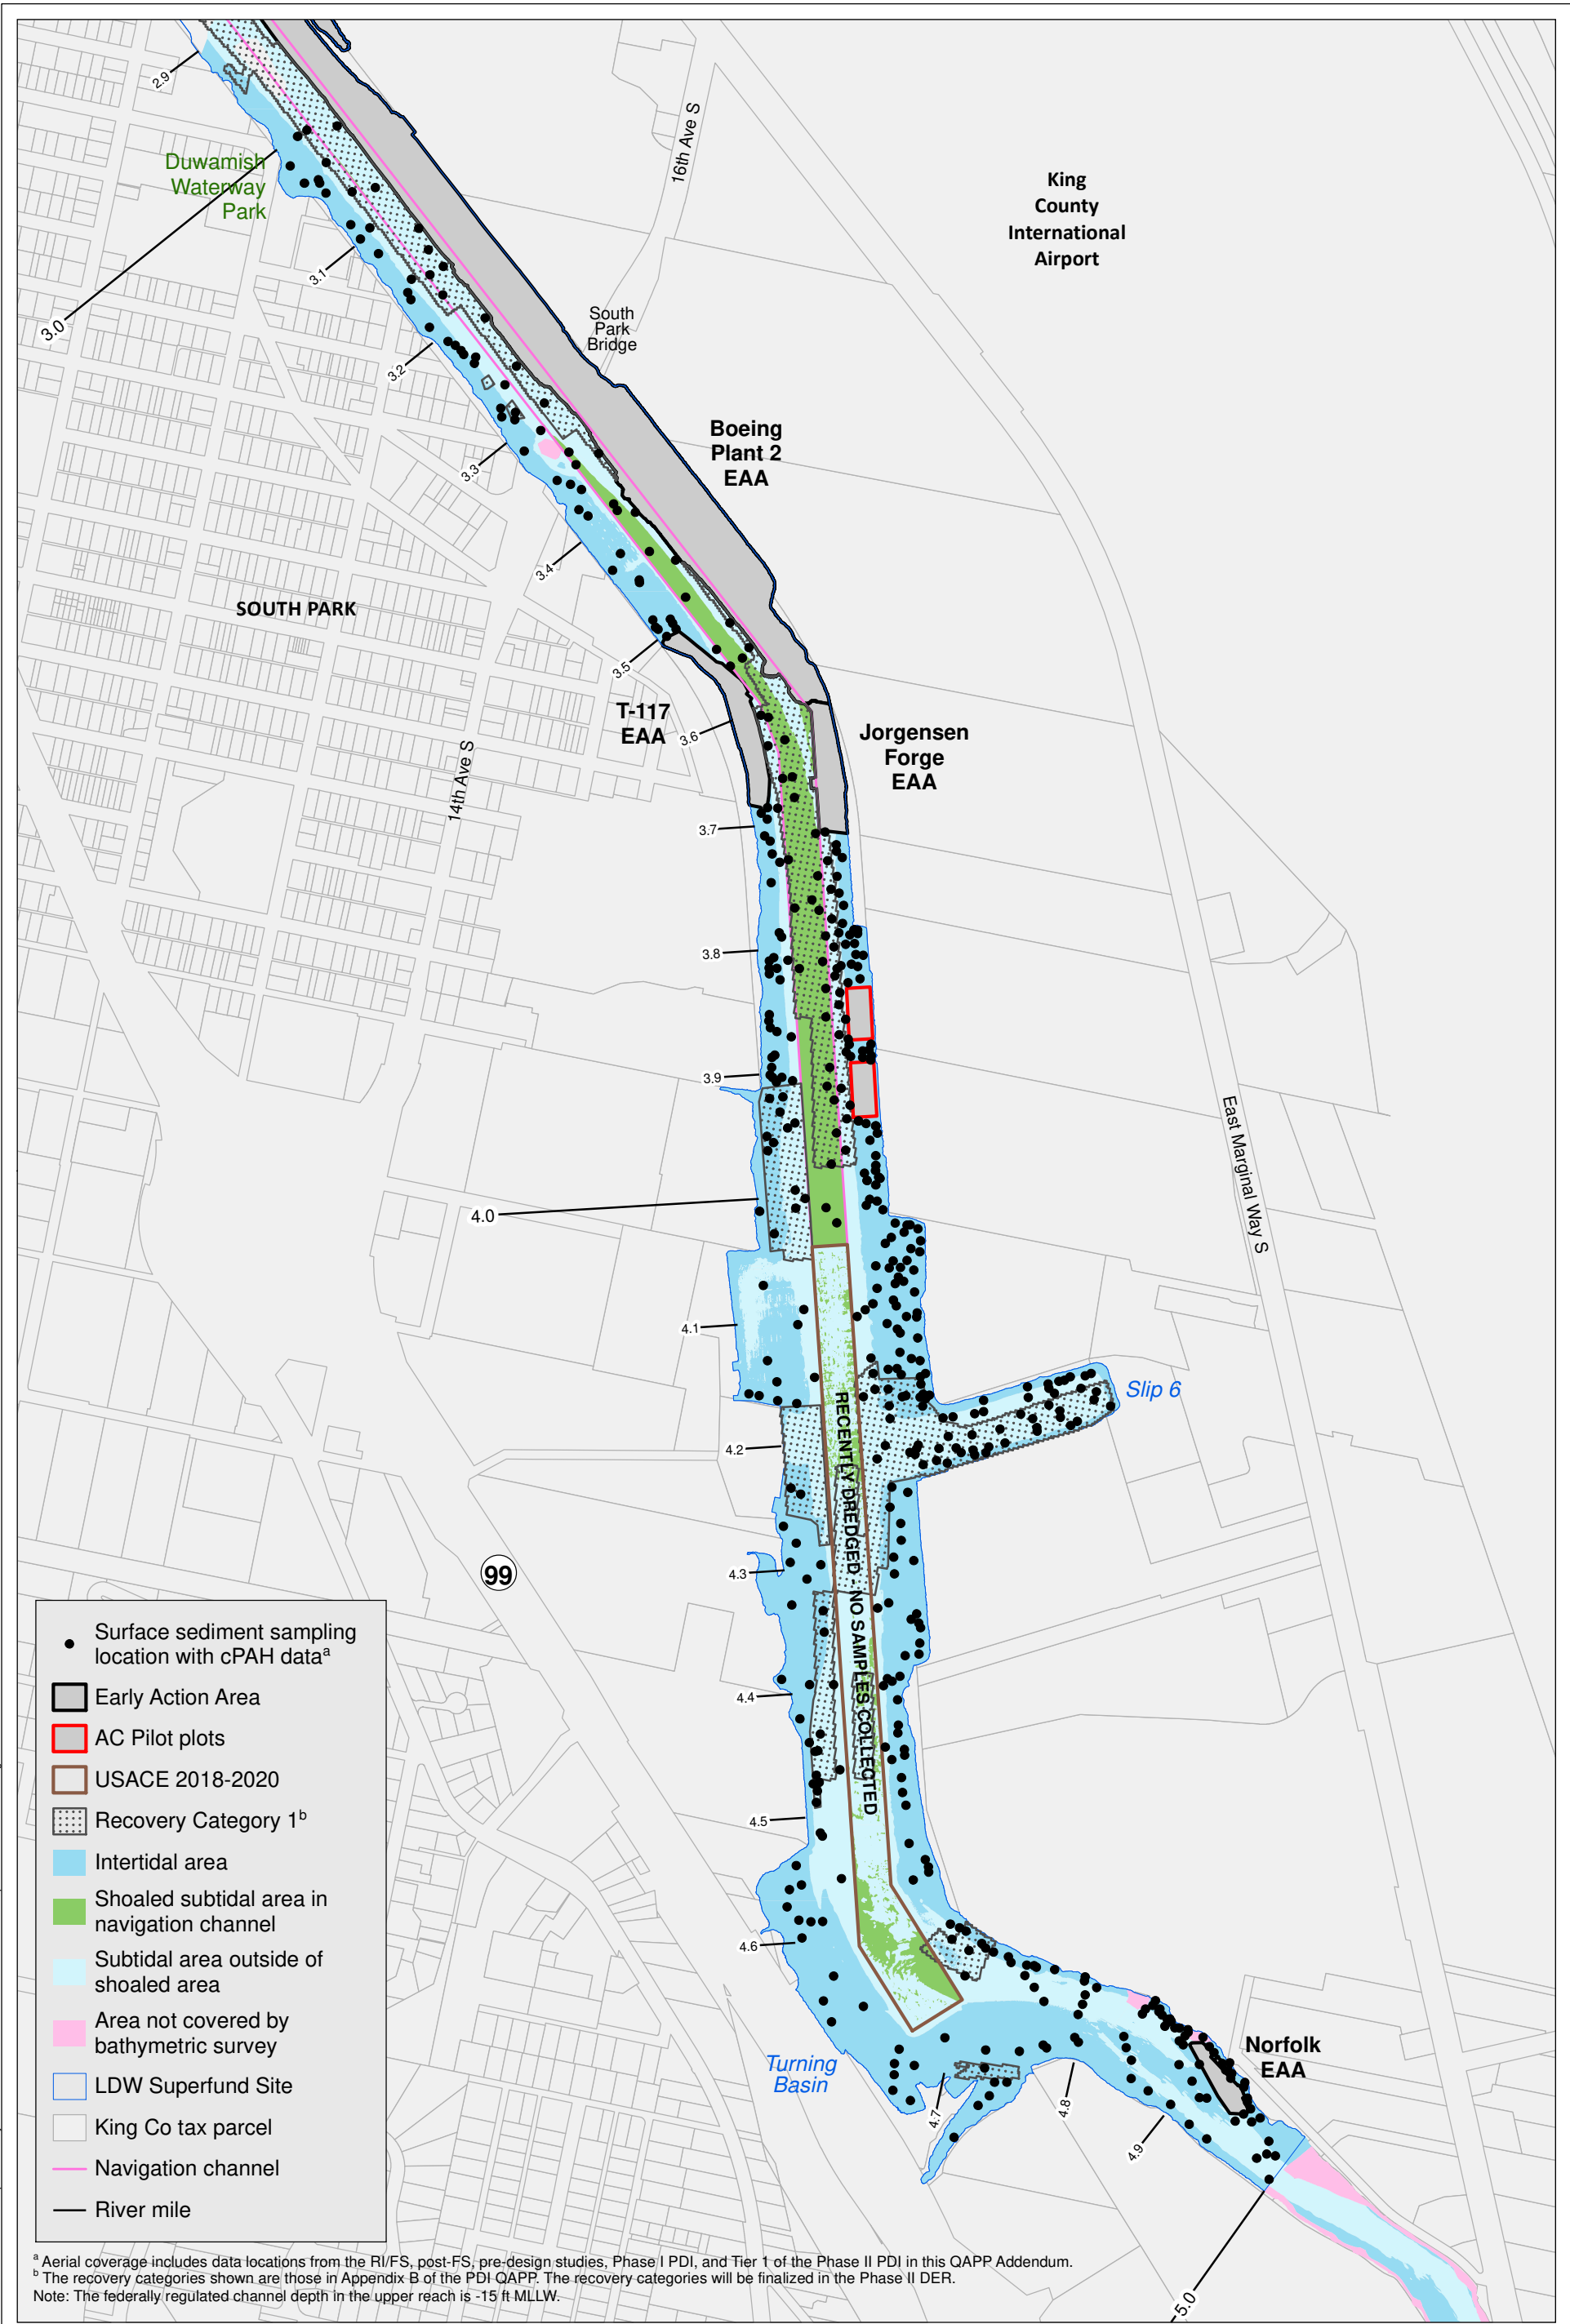 2.9
Duwamish
Waterway
Park
3.0
3.1
3.2
3.3
3.4
3.5
3.6
3.7
3.8
3.9
4.0
4.1
4.2
4.3
4.4
4.5
4.6
4.7
4.8
4.9
5.0
16th Ave S
King
County
International
Airport
South
Park
Bridge
Boeing
Plant 2
EAA
SOUTH PARK
T-117
EAA
Jorgensen
Forge
EAA
14th Ave S
East Marginal Way S
Slip 6
RECENTLY DREDGED - NO SAMPLES COLLECTED
99
Turning
Basin
Norfolk
EAA
Surface sediment sampling
location with cPAH dataᵃ
Early Action Area
AC Pilot plots
USACE 2018-2020
Recovery Category 1ᵇ
Intertidal area
Shoaled subtidal area in
navigation channel
Subtidal area outside of
shoaled area
Area not covered by
bathymetric survey
LDW Superfund Site
King Co tax parcel
Navigation channel
River mile
ᵃ Aerial coverage includes data locations from the RI/FS, post-FS, pre-design studies, Phase I PDI, and Tier 1 of the Phase II PDI in this QAPP Addendum.
ᵇ The recovery categories shown are those in Appendix B of the PDI QAPP. The recovery categories will be finalized in the Phase II DER.
Note: The federally regulated channel depth in the upper reach is -15 ft MLLW.